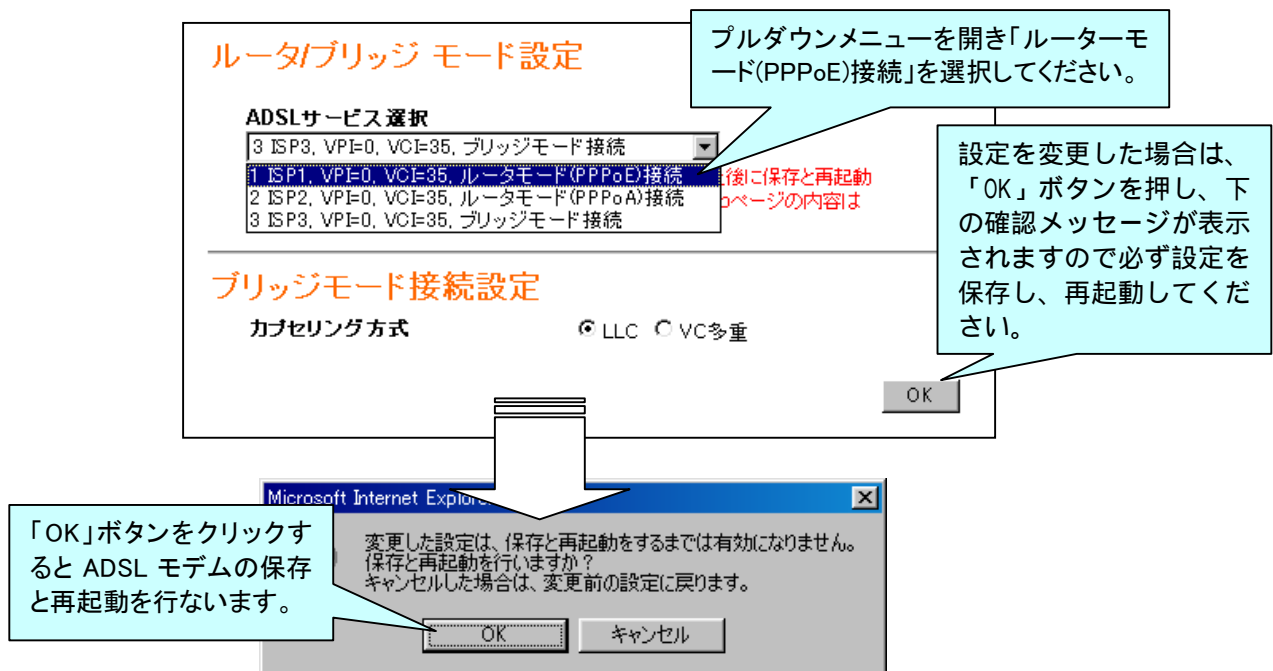 ルータ/ブリッジ モード設定
プルダウンメニューを開き「ルーターモ
ード(PPPoE)接続」を選択してください。
ADSLサービス選択
3 ISP3, VPI=0, VCI=35, ブリッジモード接続
1 ISP1, VPI=0, VCI=35, ルータモード(PPPoE)接続
2 ISP2, VPI=0, VCI=35, ルータモード(PPPoA)接続
3 ISP3, VPI=0, VCI=35, ブリッジモード接続
後に保存と再起動
ページの内容は
設定を変更した場合は、
「OK」ボタンを押し、下
の確認メッセージが表示
されますので必ず設定を
保存し、再起動してくだ
さい。
ブリッジモード接続設定
カプセリング方式
LLC VC多重
OK
Microsoft Internet Explor
変更した設定は、保存と再起動をするまでは有効になりません。
保存と再起動を行いますか？
キャンセルした場合は、変更前の設定に戻ります。
「OK」ボタンをクリックす
ると ADSL モデムの保存
と再起動を行ないます。
OK キャンセル